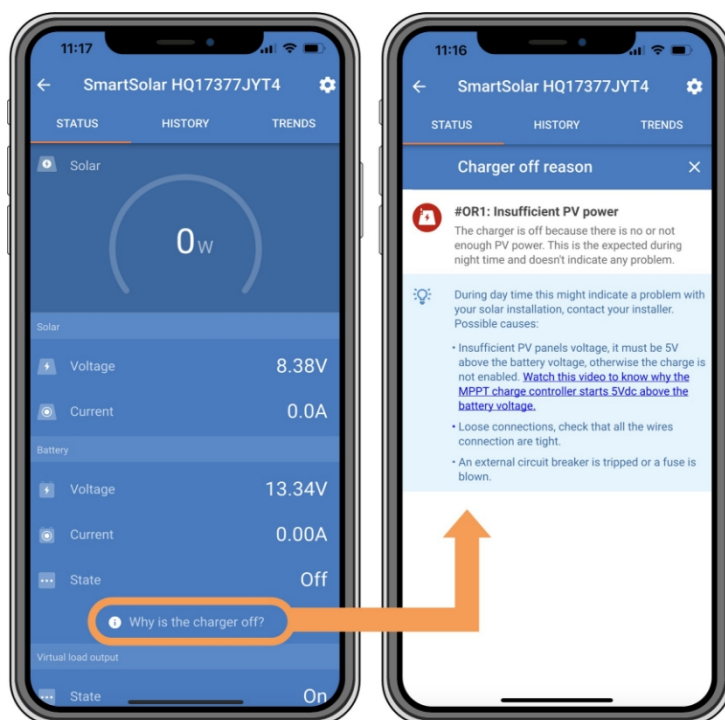 11:17
SmartSolar HQ17377JYT4
STATUS HISTORY TRENDS
Solar
0W
Solar
Voltage 8.38V
Current 0.0A
Battery
Voltage 13.34V
Current 0.00A
State Off
Why is the charger off?
Virtual load output
State On
11:16
SmartSolar HQ17377JYT4
STATUS HISTORY TRENDS
Charger off reason
#OR1: Insufficient PV power
The charger is off because there is no or not
enough PV power. This is the expected during
night time and doesn't indicate any problem.
During day time this might indicate a problem with
your solar installation, contact your installer.
Possible causes:
• Insufficient PV panels voltage, it must be 5V
above the battery voltage, otherwise the charge is
not enabled. Watch this video to know why the
MPPT charge controller starts 5Vdc above the
battery voltage.
• Loose connections, check that all the wires
connection are tight.
• An external circuit breaker is tripped or a fuse is
blown.